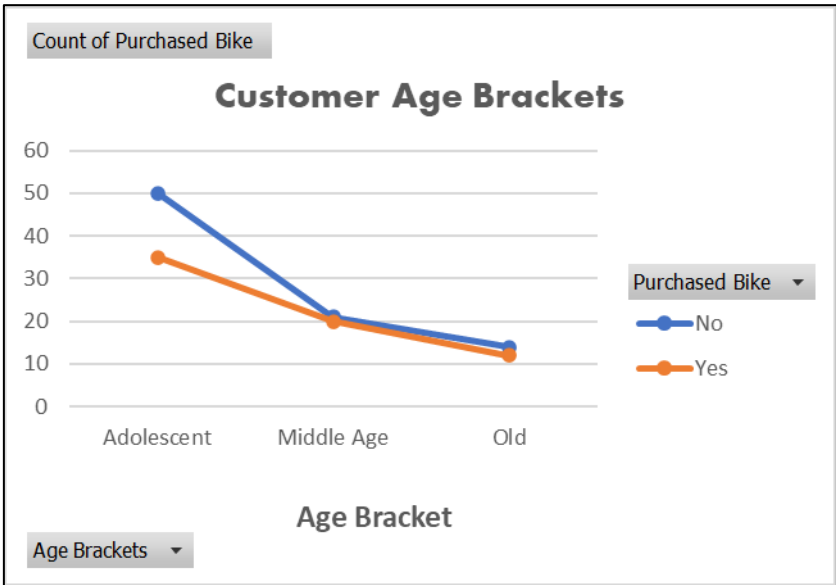 Count of Purchased Bike
Customer Age Brackets
60
50
40
30
20
10
0
Adolescent Middle Age Old
Purchased Bike
No
Yes
Age Bracket
Age Brackets